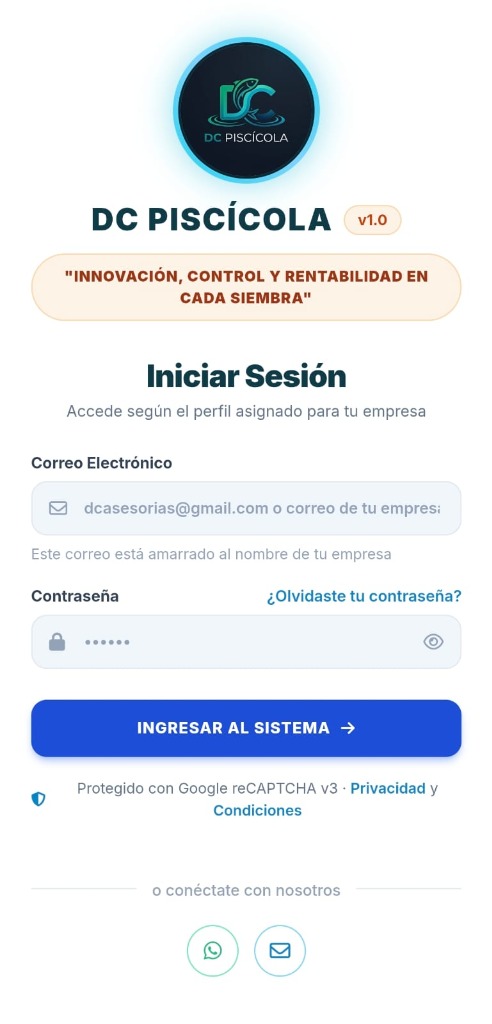 DC
DC PISCÍCOLA
DC PISCÍCOLA v1.0
"INNOVACIÓN, CONTROL Y RENTABILIDAD EN
CADA SIEMBRA"
Iniciar Sesión
Accede según el perfil asignado para tu empresa
Correo Electrónico
dcasesorias@gmail.com o correo de tu empresa
Este correo está amarrado al nombre de tu empresa
Contraseña ¿Olvidaste tu contraseña?
••••••
INGRESAR AL SISTEMA →
Protegido con Google reCAPTCHA v3 · Privacidad y
Condiciones
o conéctate con nosotros